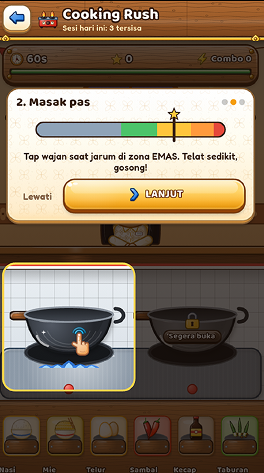 Cooking Rush
Sesi hari ini: 3 tersisa
60s
0
Combo 0
2. Masak pas
Tap wajan saat jarum di zona EMAS. Telat sedikit,
gosong!
Lewati
LANJUT
Segera buka
Nasi Mie Telur Sambal Kecap Taburan